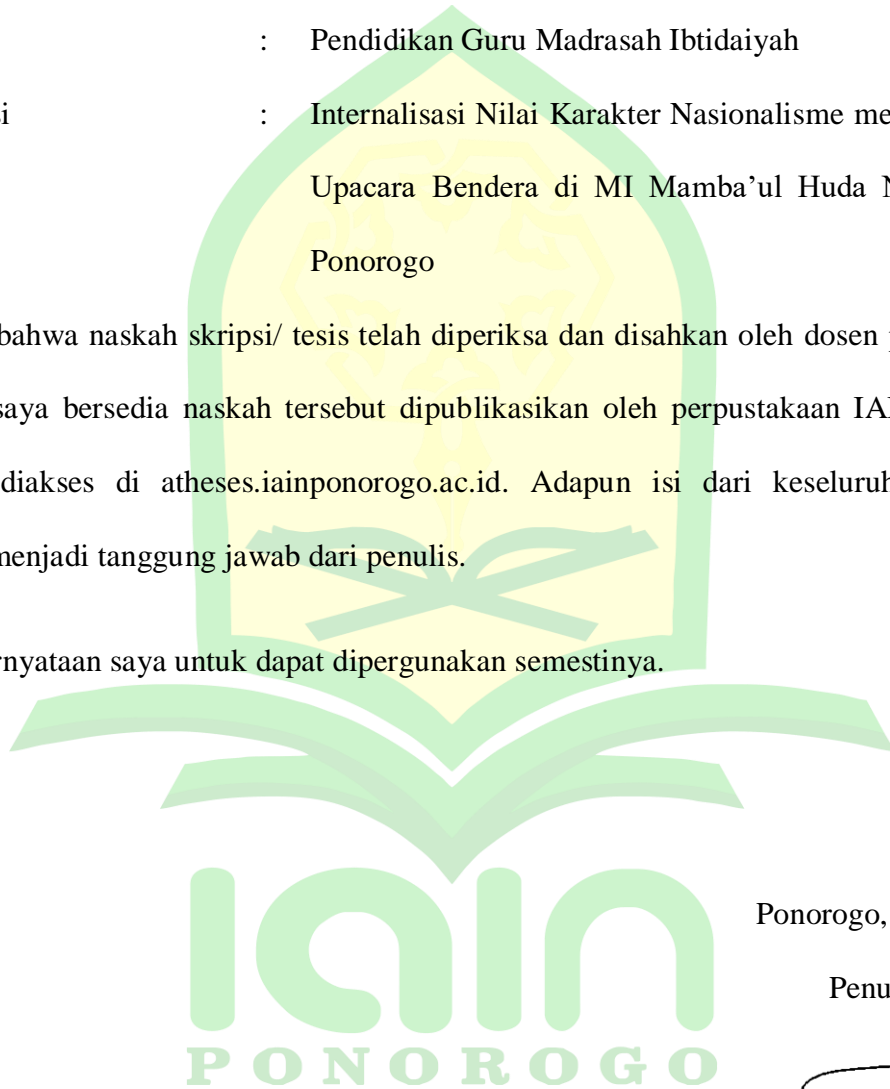 : Pendidikan Guru Madrasah Ibtidaiyah
si : Internalisasi Nilai Karakter Nasionalisme me
Upacara Bendera di MI Mamba’ul Huda
Ponorogo
bahwa naskah skripsi/ tesis telah diperiksa dan disahkan oleh dosen
saya bersedia naskah tersebut dipublikasikan oleh perpustakaan
diakses di atheses.iainponorogo.ac.id. Adapun isi dari keseluruh
menjadi tanggung jawab dari penulis.
rnyataan saya untuk dapat dipergunakan semestinya.
Ponorogo,
Penu
iain
PONOROGO